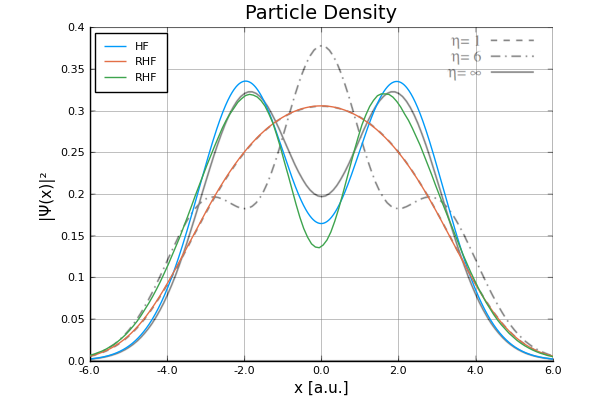 Particle Density
0.4
0.35
0.3
0.25
0.2
0.15
0.1
0.05
0.0
|Ψ(x)|²
HF
RHF
RHF
η= 1
η= 6
η= ∞
-6.0 -4.0 -2.0 0.0 2.0 4.0 6.0
x [a.u.]